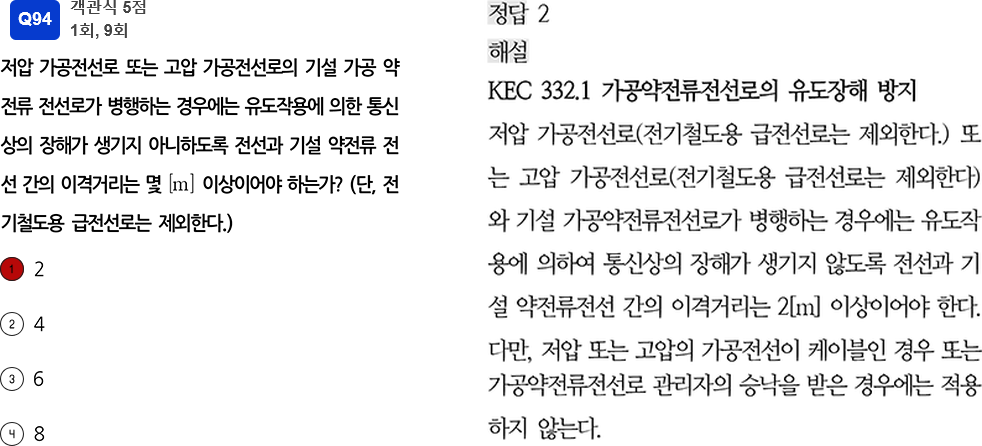 Q94
객관식 5점
1회, 9회
저압 가공전선로 또는 고압 가공전선로의 기설 가공 약
전류 전선로가 병행하는 경우에는 유도작용에 의한 통신
상의 장해가 생기지 아니하도록 전선과 기설 약전류 전
선 간의 이격거리는 몇 [m] 이상이어야 하는가? (단, 전
기철도용 급전선로는 제외한다.)
1 2
2 4
3 6
4 8
정답 2
해설
KEC 332.1 가공약전류전선로의 유도장해 방지
저압 가공전선로(전기철도용 급전선로는 제외한다.) 또
는 고압 가공전선로(전기철도용 급전선로는 제외한다)
와 기설 가공약전류전선로가 병행하는 경우에는 유도작
용에 의하여 통신상의 장해가 생기지 않도록 전선과 기
설 약전류전선 간의 이격거리는 2[m] 이상이어야 한다.
다만, 저압 또는 고압의 가공전선이 케이블인 경우 또는
가공약전류전선로 관리자의 승낙을 받은 경우에는 적용
하지 않는다.